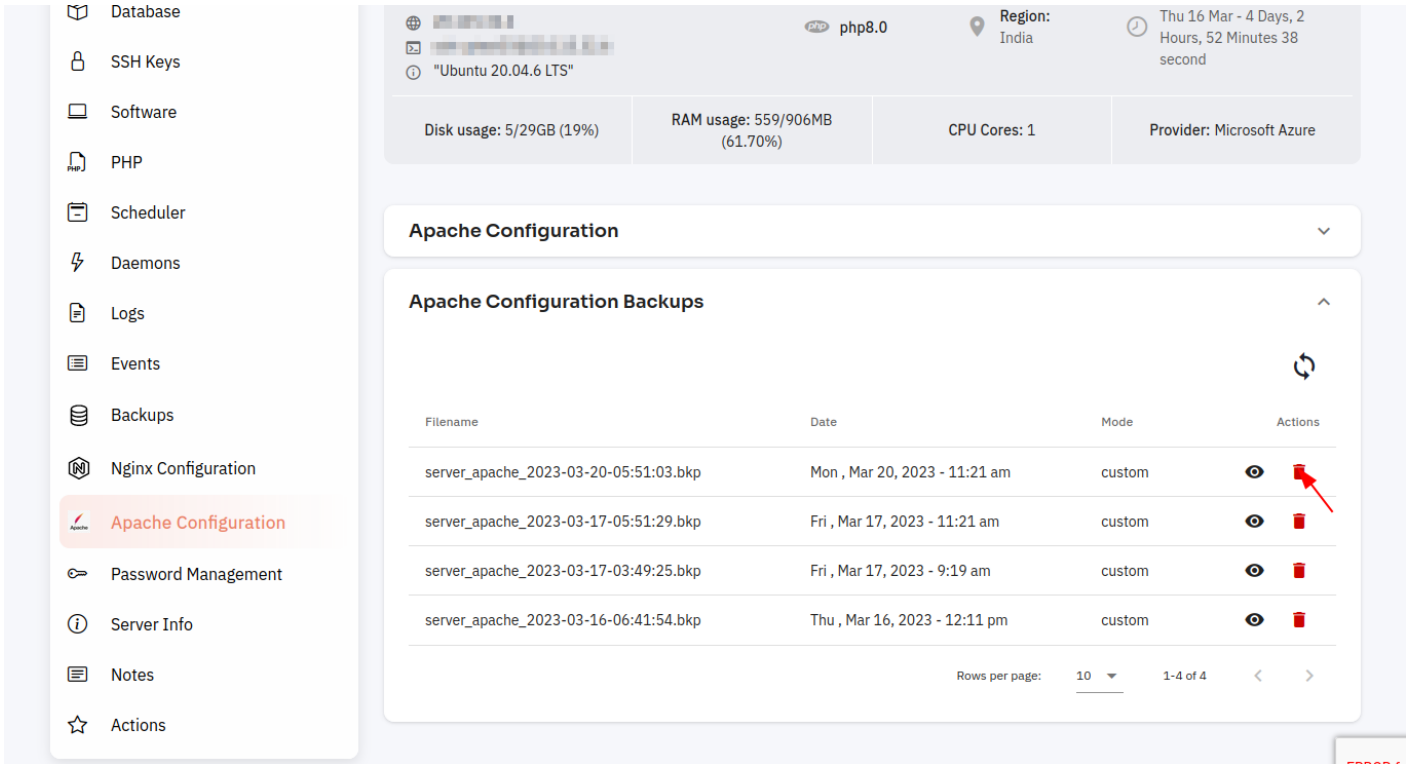 Database
SSH Keys
Software
PHP
PHP
Scheduler
Daemons
Logs
Events
Backups
Nginx Configuration
Apache
Apache Configuration
Password Management
Server Info
Notes
Actions
"Ubuntu 20.04.6 LTS"
php php8.0
Region:
India
Thu 16 Mar - 4 Days, 2
Hours, 52 Minutes 38
second
Disk usage: 5/29GB (19%)
RAM usage: 559/906MB
(61.70%)
CPU Cores: 1
Provider: Microsoft Azure
Apache Configuration
Apache Configuration Backups
Filename Date Mode Actions
server_apache_2023-03-20-05:51:03.bkp Mon , Mar 20, 2023 - 11:21 am custom
server_apache_2023-03-17-05:51:29.bkp Fri , Mar 17, 2023 - 11:21 am custom
server_apache_2023-03-17-03:49:25.bkp Fri , Mar 17, 2023 - 9:19 am custom
server_apache_2023-03-16-06:41:54.bkp Thu , Mar 16, 2023 - 12:11 pm custom
Rows per page: 10 1-4 of 4